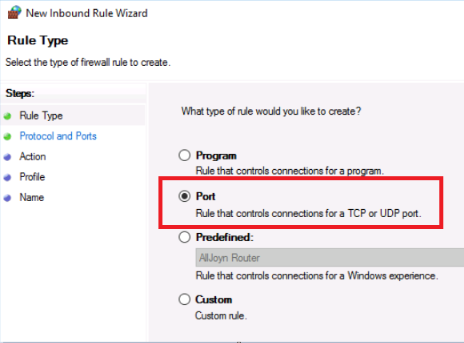 New Inbound Rule Wizard
Rule Type
Select the type of firewall rule to create.
Steps:
Rule Type
Protocol and Ports
Action
Profile
Name
What type of rule would you like to create?
Program
Rule that controls connections for a program.
Port
Rule that controls connections for a TCP or UDP port.
Predefined:
AllJoyn Router
Rule that controls connections for a Windows experience.
Custom
Custom rule.